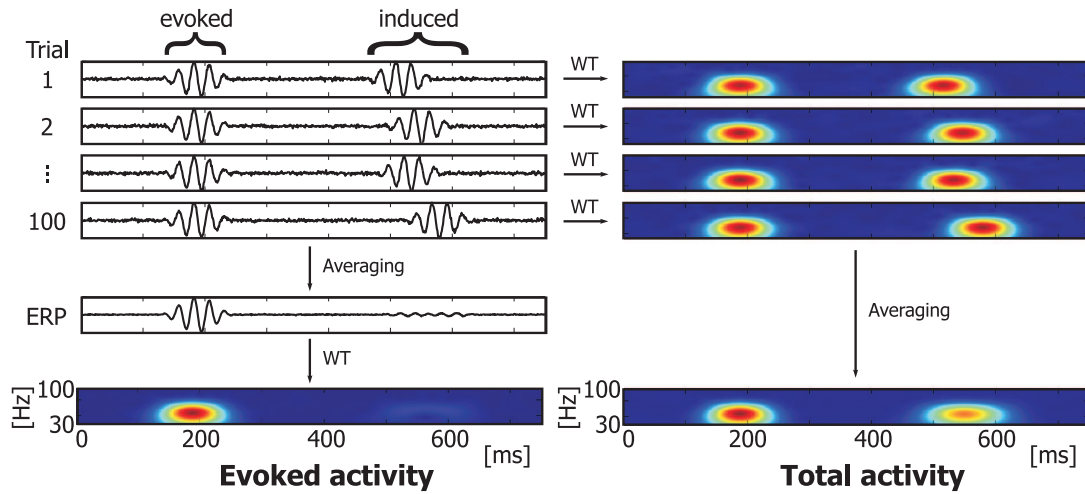 evoked induced
Trial
1 WT
2 WT
⋮ WT
100 WT
Averaging Averaging
ERP
WT
[Hz] 100 30 [Hz] 100 30
0 200 400 600 [ms] 0 200 400 600 [ms]
Evoked activity Total activity